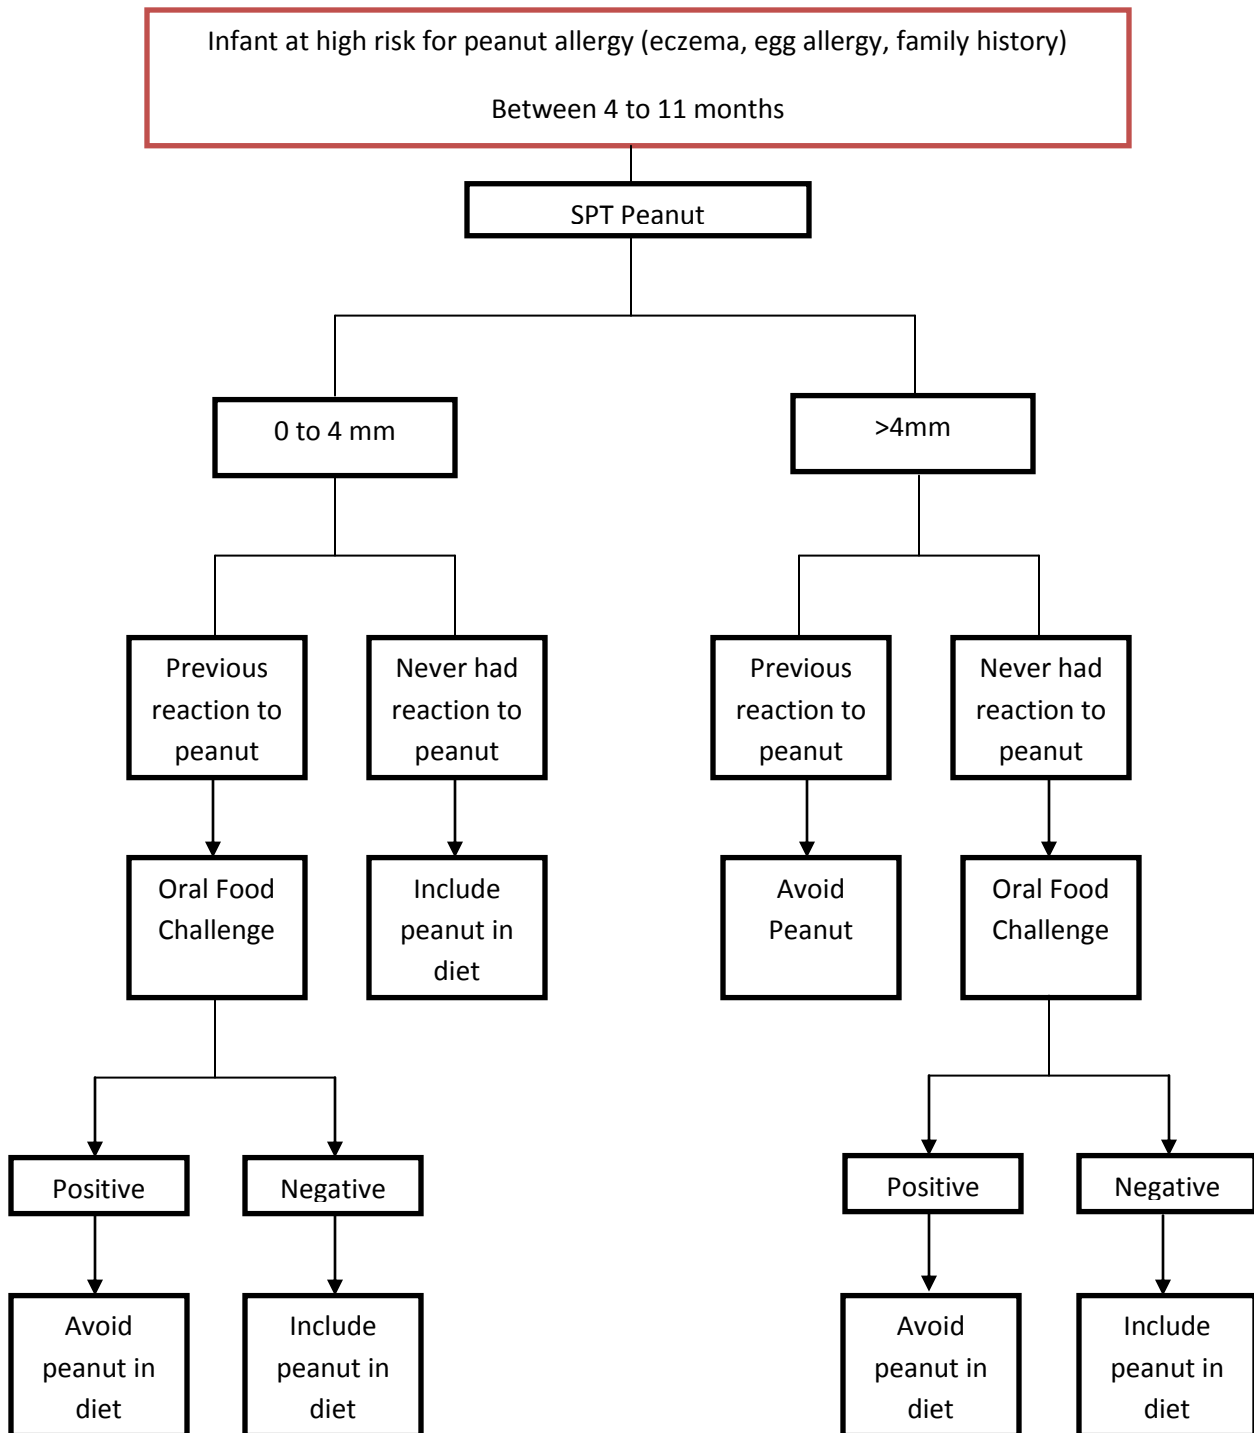 Infant at high risk for peanut allergy (eczema, egg allergy, family history)
Between 4 to 11 months
SPT Peanut
0 to 4 mm
>4mm
Previous
reaction to
peanut
Never had
reaction to
peanut
Previous
reaction to
peanut
Never had
reaction to
peanut
Oral Food
Challenge
Include
peanut in
diet
Avoid
Peanut
Oral Food
Challenge
Positive
Negative
Positive
Negative
Avoid
peanut in
diet
Include
peanut in
diet
Avoid
peanut in
diet
Include
peanut in
diet